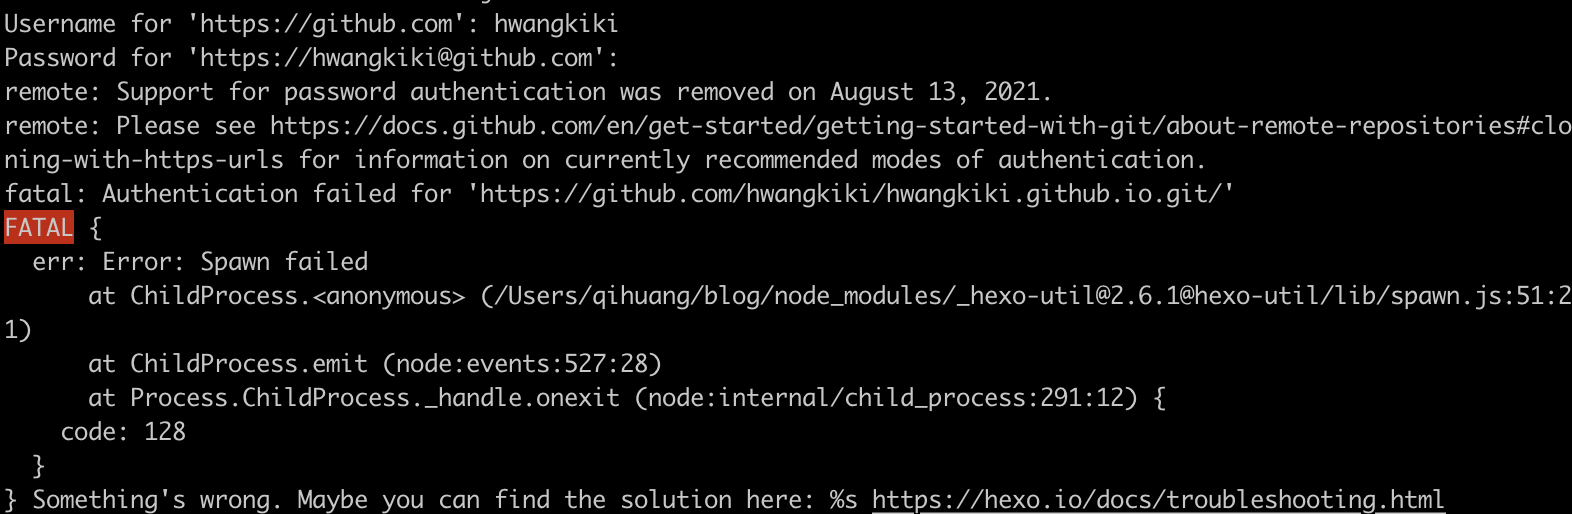 Username for 'https://github.com': hwangkiki
Password for 'https://hwangkiki@github.com':
remote: Support for password authentication was removed on August 13, 2021.
remote: Please see https://docs.github.com/en/get-started/getting-started-with-git/about-remote-repositories#clo
ning-with-https-urls for information on currently recommended modes of authentication.
fatal: Authentication failed for 'https://github.com/hwangkiki/hwangkiki.github.io.git/'
FATAL {
  err: Error: Spawn failed
      at ChildProcess.<anonymous> (/Users/qihuang/blog/node_modules/_hexo-util@2.6.1@hexo-util/lib/spawn.js:51:2
1)
      at ChildProcess.emit (node:events:527:28)
      at Process.ChildProcess._handle.onexit (node:internal/child_process:291:12) {
    code: 128
  }
} Something's wrong. Maybe you can find the solution here: %s https://hexo.io/docs/troubleshooting.html